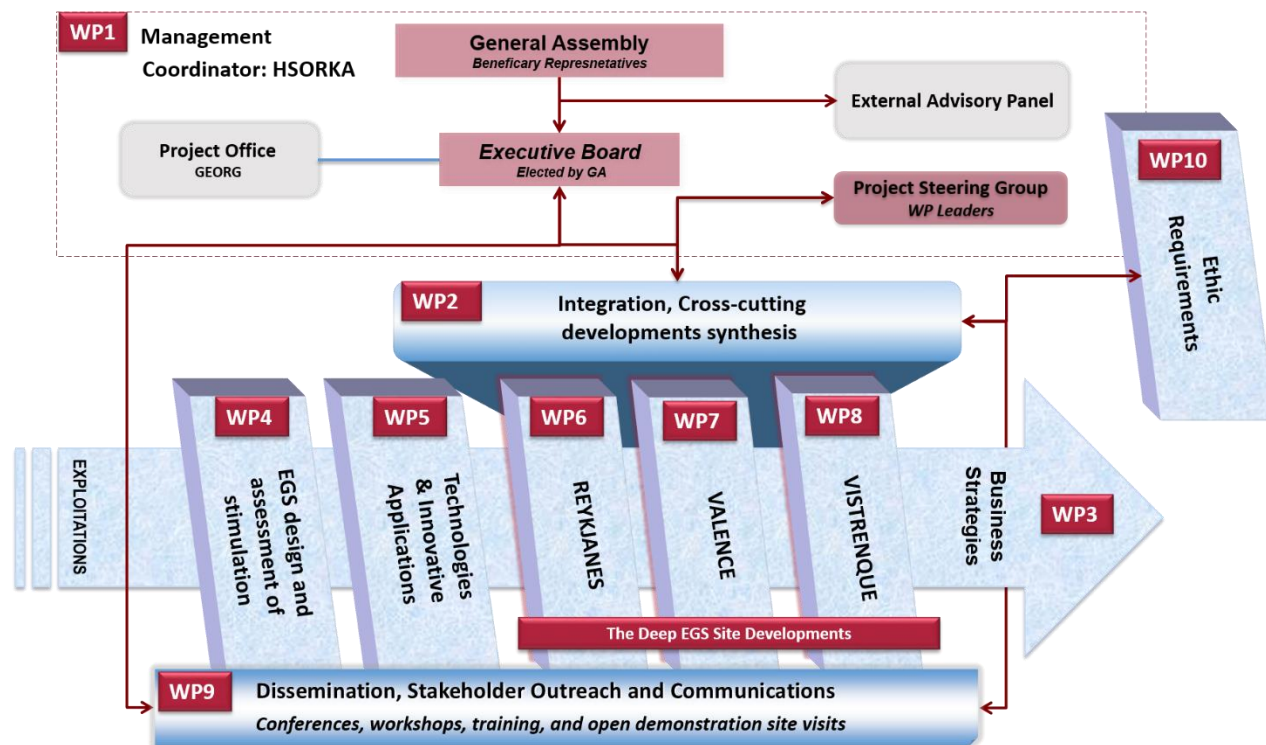 WP1
Management
Coordinator: HSORKA
General Assembly
Beneficary Represnetatives
External Advisory Panel
Project Office
GEORG
Executive Board
Elected by GA
Project Steering Group
WP Leaders
WP10
Ethic
Requirements
WP2
Integration, Cross-cutting
developments synthesis
WP4
EGS design and
assessment of
stimulation
WP5
Technologies
& Innovative
Applications
WP6
REYKJANES
WP7
VALENCE
WP8
VISTRENQUE
EXPLOITATIONS
Business
Strategies
WP3
The Deep EGS Site Developments
WP9
Dissemination, Stakeholder Outreach and Communications
Conferences, workshops, training, and open demonstration site visits